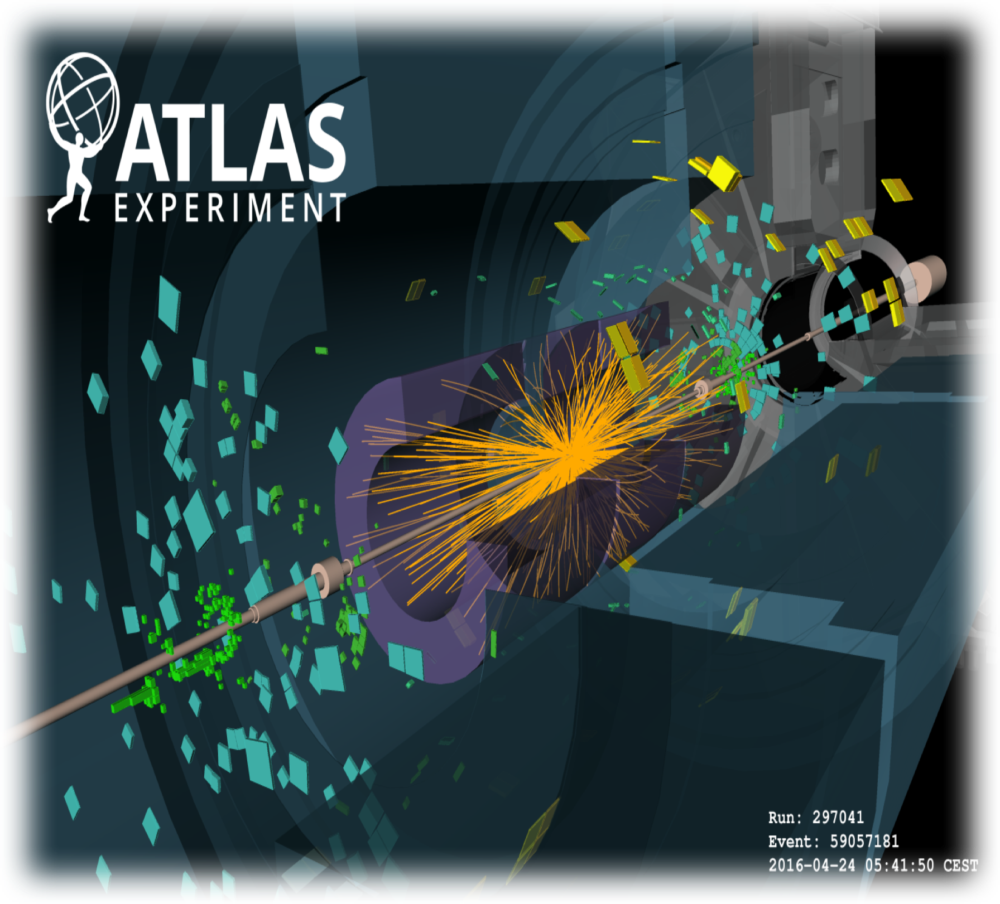 ATLAS
EXPERIMENT
Run: 297041
Event: 59057181
2016-04-24 05:41:50 CEST